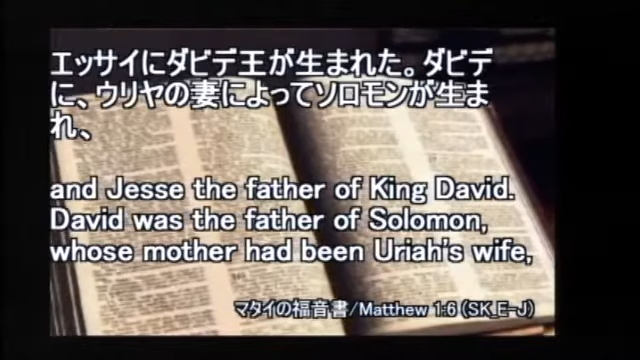 エッサイにダビデ王が生まれた。ダビデ
に、ウリヤの妻によってソロモンが生ま
れ、
and Jesse the father of King David.
David was the father of Solomon,
whose mother had been Uriah's wife,
マタイの福音書/Matthew 1:6 (SK_E-J)